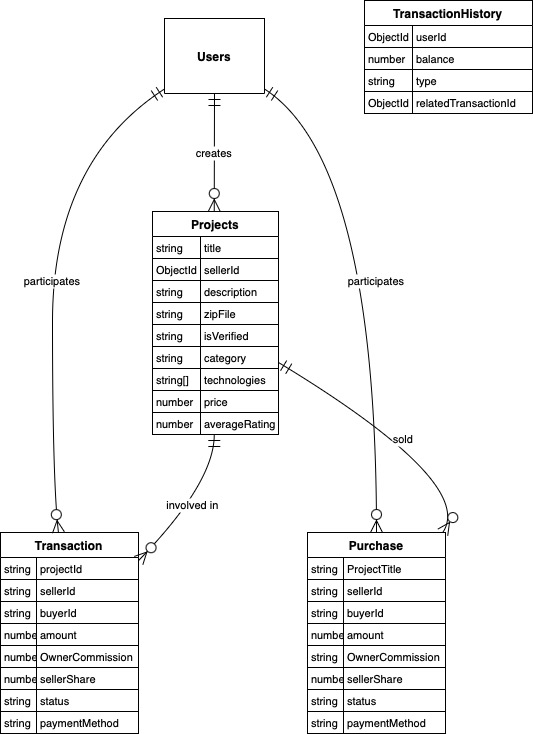 TransactionHistory
ObjectId userId
number balance
string type
ObjectId relatedTransactionId
Users
creates
participates
participates
Projects
string title
ObjectId sellerId
string description
string zipFile
string isVerified
string category
string[] technologies
number price
number averageRating
sold
involved in
Transaction
string projectId
string sellerId
string buyerId
numbe amount
numbe OwnerCommission
numbe sellerShare
string status
string paymentMethod
Purchase
string ProjectTitle
string sellerId
string buyerId
numbe amount
string OwnerCommission
numbe sellerShare
string status
string paymentMethod